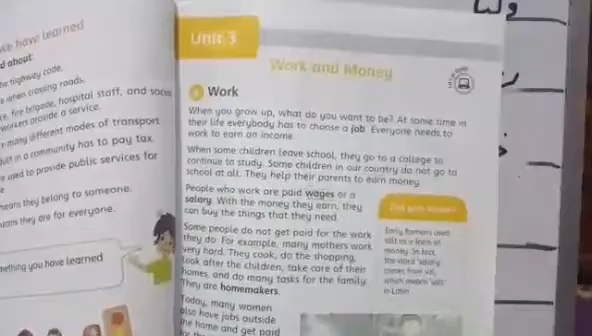 we have learned
d about
he highway code.
when crossing roads.
ce, fire brigade, hospital staff, and social
workers provide a service.
many different modes of transport
in a community has to pay tax.
used to provide public services for
means they belong to someone.
means they are for everyone.
mething you have learned
Unit 3
Work and Money
Work
When you grow up, what do you want to be? At some time in
their life everybody has to choose a job. Everyone needs to
work to earn an income.
When some children leave school, they go to a college to
continue to study. Some children in our country do not go to
school at all. They help their parents to earn money.
People who work are paid wages or a
salary. With the money they earn, they
can buy the things that they need.
Some people do not get paid for the work
they do. For example, many mothers work
very hard. They cook, do the shopping,
look after the children, take care of their
homes, and do many tasks for the family.
They are homemakers.
Today, many women
also have jobs outside
the home and get paid
Did you know?
Early Romans used
salt as a form of
money. In fact,
the word 'salary'
comes from sal,
which means 'salt'
in Latin.